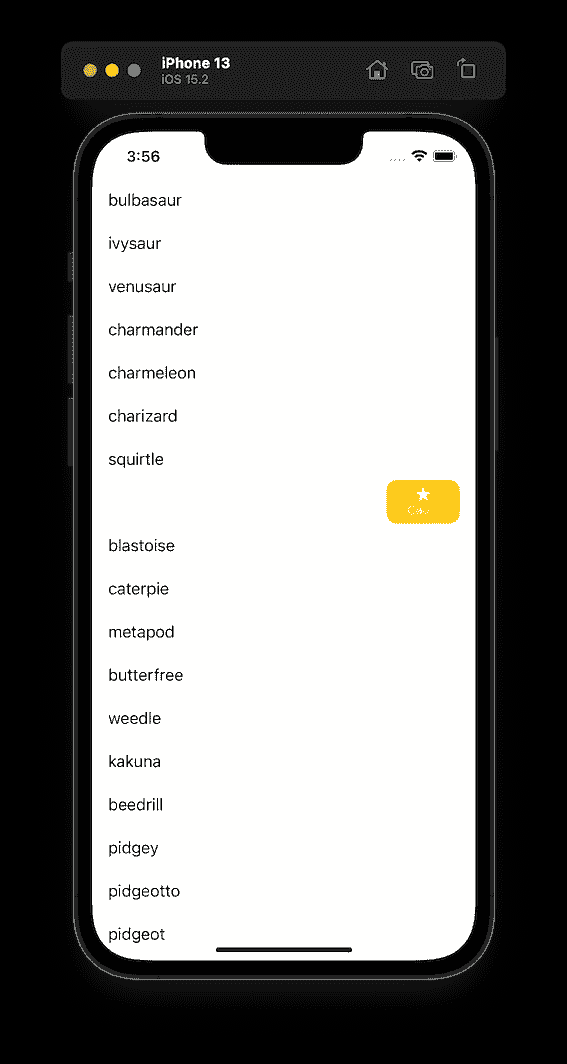 iPhone 13
iOS 15.2
3:56
bulbasaur
ivysaur
venusaur
charmander
charmeleon
charizard
squirtle
blastoise
caterpie
metapod
butterfree
weedle
kakuna
beedrill
pidgey
pidgeotto
pidgeot